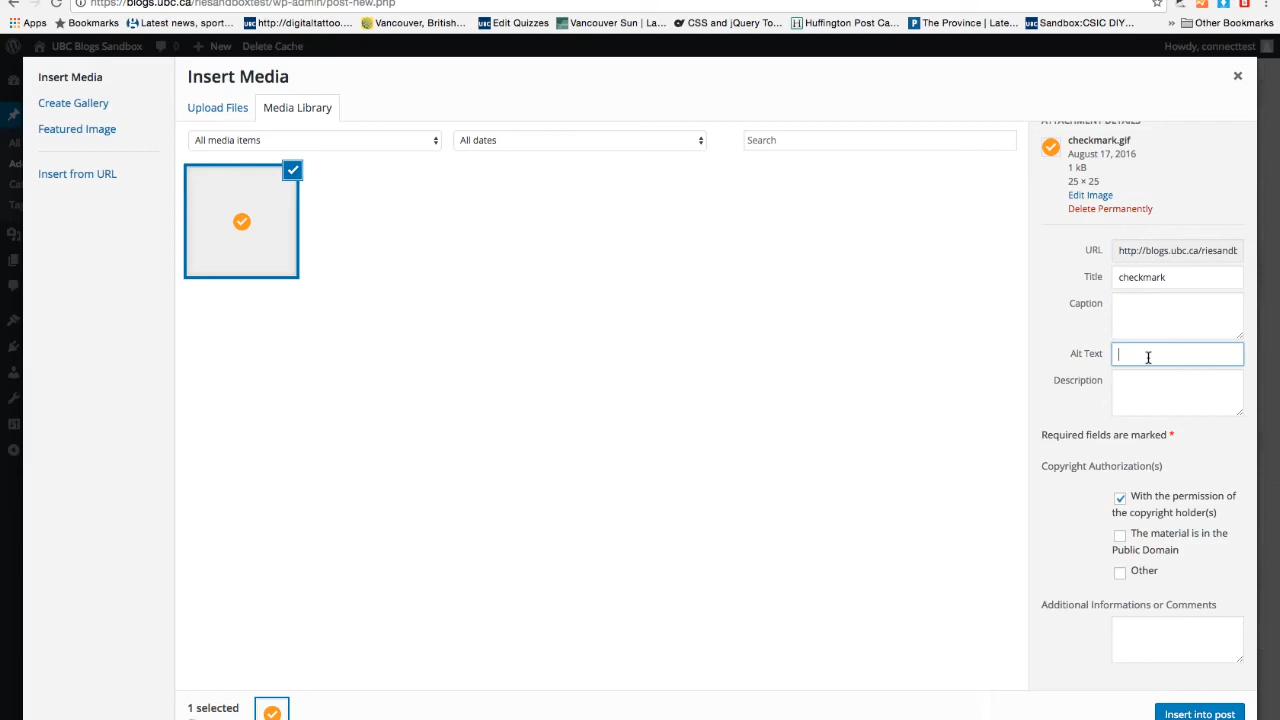 https://blogs.ubc.ca/riesandboxtest/wp-admin/post-new.php
Apps Bookmarks Latest news, sport... http://digitaltattoo.... Vancouver, British... Edit Quizzes Vancouver Sun | La... CSS and jQuery To... Huffington Post Ca... The Province | Late... Sandbox:CSIC DIY... » Other Bookmarks
UBC Blogs Sandbox 0 + New Delete Cache Howdy, connecttest
Insert Media
Create Gallery
Featured Image
Insert from URL
Insert Media
Upload Files Media Library
All media items All dates Search
ATTACHMENT DETAILS
checkmark.gif
August 17, 2016
1 kB
25 × 25
Edit Image
Delete Permanently
URL http://blogs.ubc.ca/riesandb
Title checkmark
Caption
Alt Text
Description
Required fields are marked *
Copyright Authorization(s)
With the permission of
the copyright holder(s)
The material is in the
Public Domain
Other
Additional Informations or Comments
1 selected
Insert into post